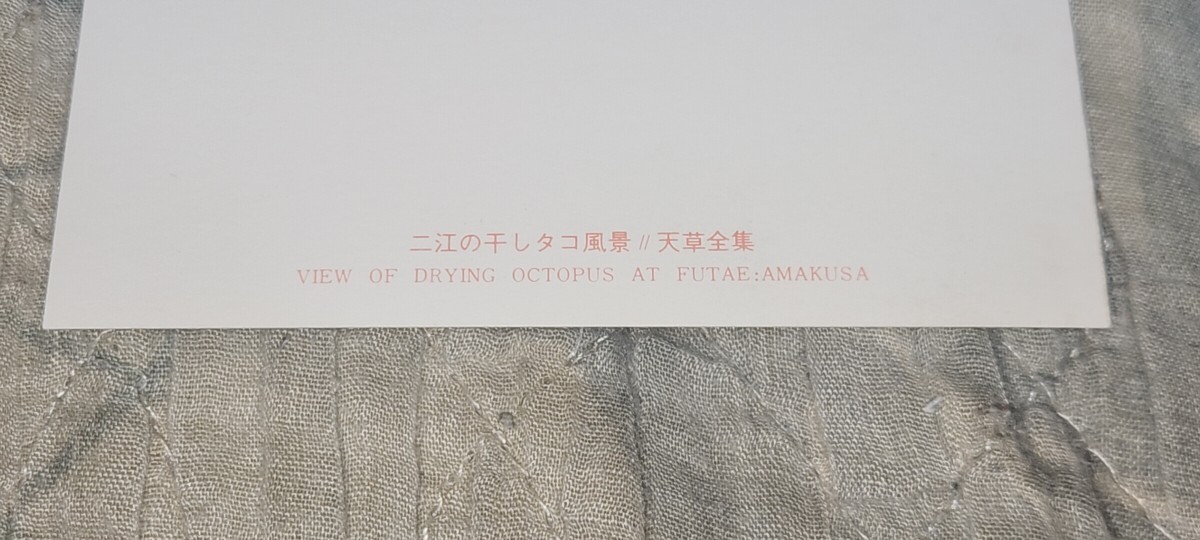 二江の干しタコ風景//天草全集
VIEW OF DRYING OCTOPUS AT FUTAE:AMAKUSA